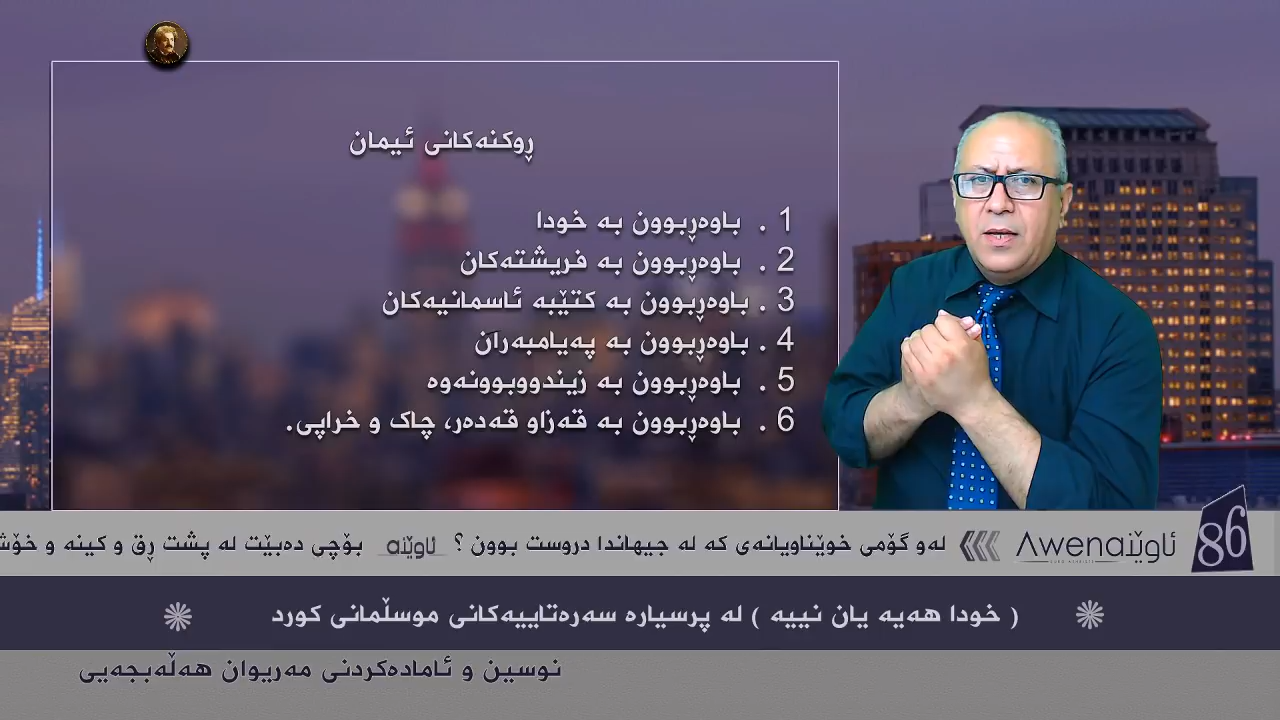 ڕوکنەکانی ئیمان
1 . باوەڕبوون بە خودا
2 . باوەڕبوون بە فریشتەکان
3 . باوەڕبوون بە کتێبە ئاسمانیەکان
4 . باوەڕبوون بە پەیامبەران
5 . باوەڕبوون بە زیندووبوونەوە
6 . باوەڕبوون بە قەزاو قەدەر، چاک و خراپی.
86
ئاوێنە Awena
لەو گۆمی خوێناویانەی کە لە جیهاندا دروست بوون ؟ ئاوێنە بۆچی دەبێت لە پشت ڕق و کینە و
( خودا هەیە یان نییە ) لە پرسیارە سەرەتاییەکانی موسڵمانی کورد
نوسین و ئامادەکردنی مەریوان هەڵەبجەیی